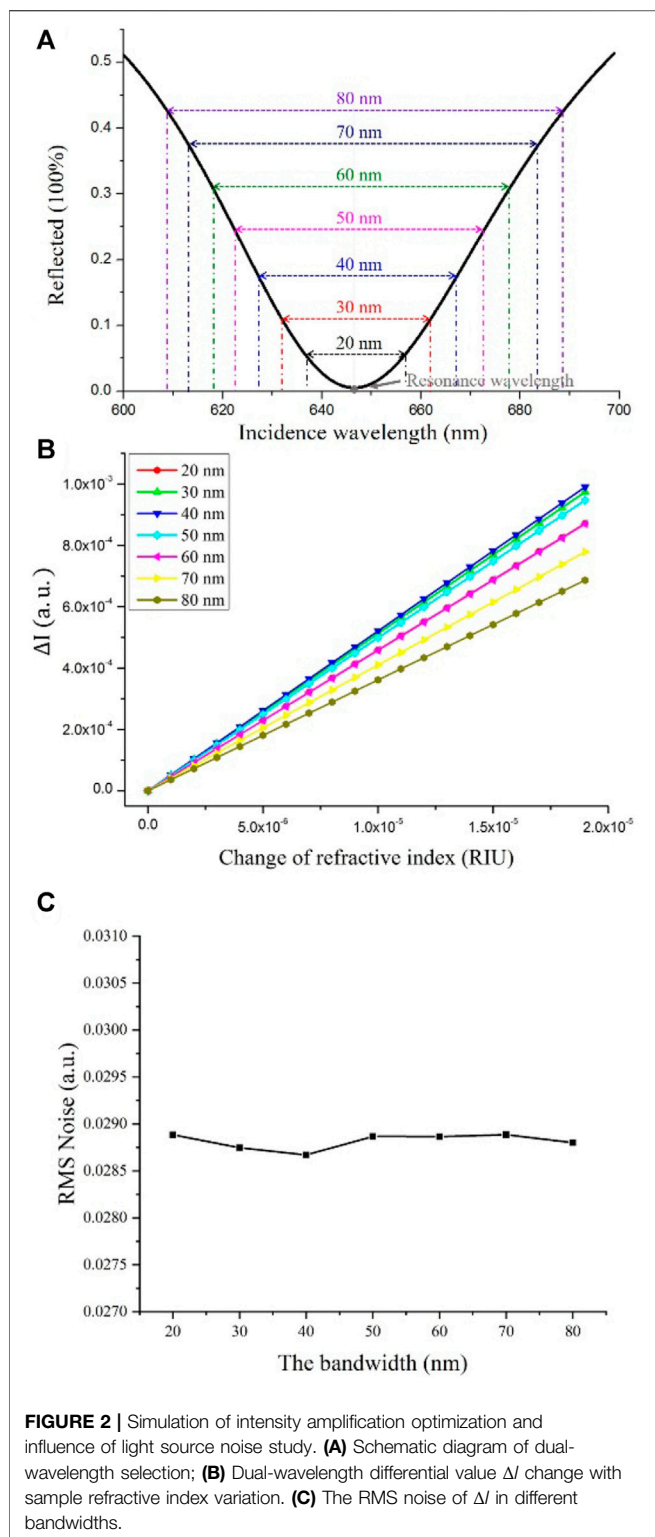 A
0.5
0.4
0.3
0.2
0.1
0.0
Reflected (100%)
80 nm
70 nm
60 nm
50 nm
40 nm
30 nm
20 nm
Resonance wavelength
600
620
640
660
680
700
Incidence wavelength (nm)
B
20 nm
30 nm
40 nm
50 nm
60 nm
70 nm
80 nm
1.0x10⁻³
8.0x10⁻⁴
6.0x10⁻⁴
4.0x10⁻⁴
2.0x10⁻⁴
0.0
ΔI (a. u.)
0.0
5.0x10⁻⁶
1.0x10⁻⁵
1.5x10⁻⁵
2.0x10⁻⁵
Change of refractive index (RIU)
C
0.0310
0.0305
0.0300
0.0295
0.0290
0.0285
0.0280
0.0275
0.0270
RMS Noise (a.u.)
20
30
40
50
60
70
80
The bandwidth (nm)
FIGURE 2 | Simulation of intensity amplification optimization and
influence of light source noise study. (A) Schematic diagram of dual-
wavelength selection; (B) Dual-wavelength differential value ΔI change with
sample refractive index variation. (C) The RMS noise of ΔI in different
bandwidths.